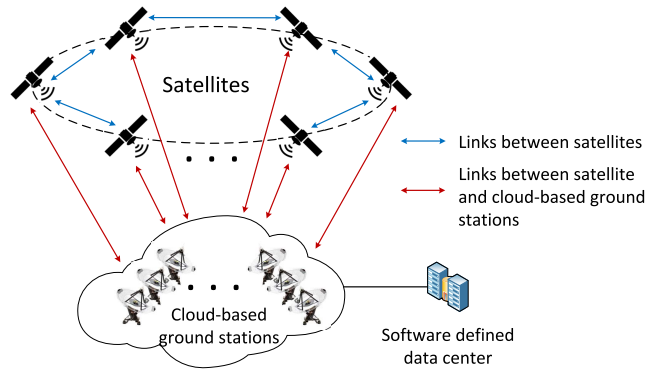 Satellites
Links between satellites
Links between satellite
and cloud-based ground
stations
Cloud-based
ground stations
Software defined
data center